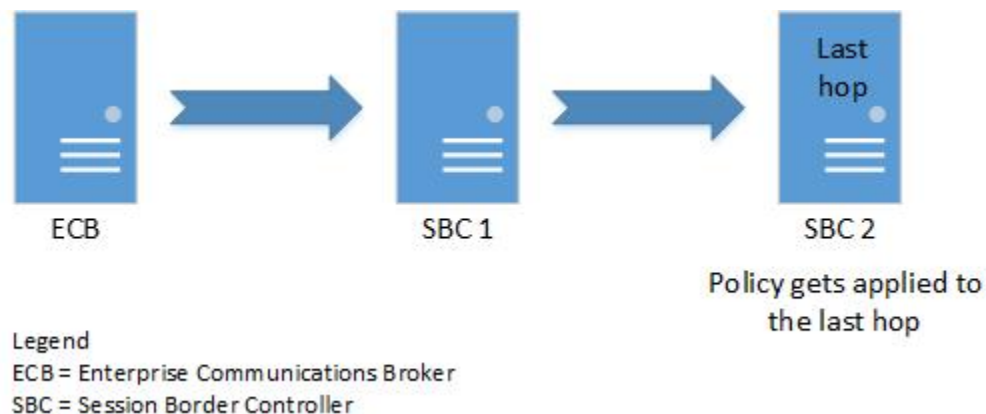 Last
hop
ECB
SBC 1
SBC 2
Policy gets applied to
the last hop
Legend
ECB = Enterprise Communications Broker
SBC = Session Border Controller